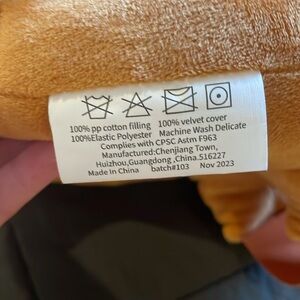 100% pp cotton filling 100% velvet cover
100%Elastic Polyester Machine Wash Delicate
Complies with CPSC Astm F963
Manufactured:Chenjiang Town,
Huizhou,Guangdong ,China.516227
Made In China batch#103 Nov 2023